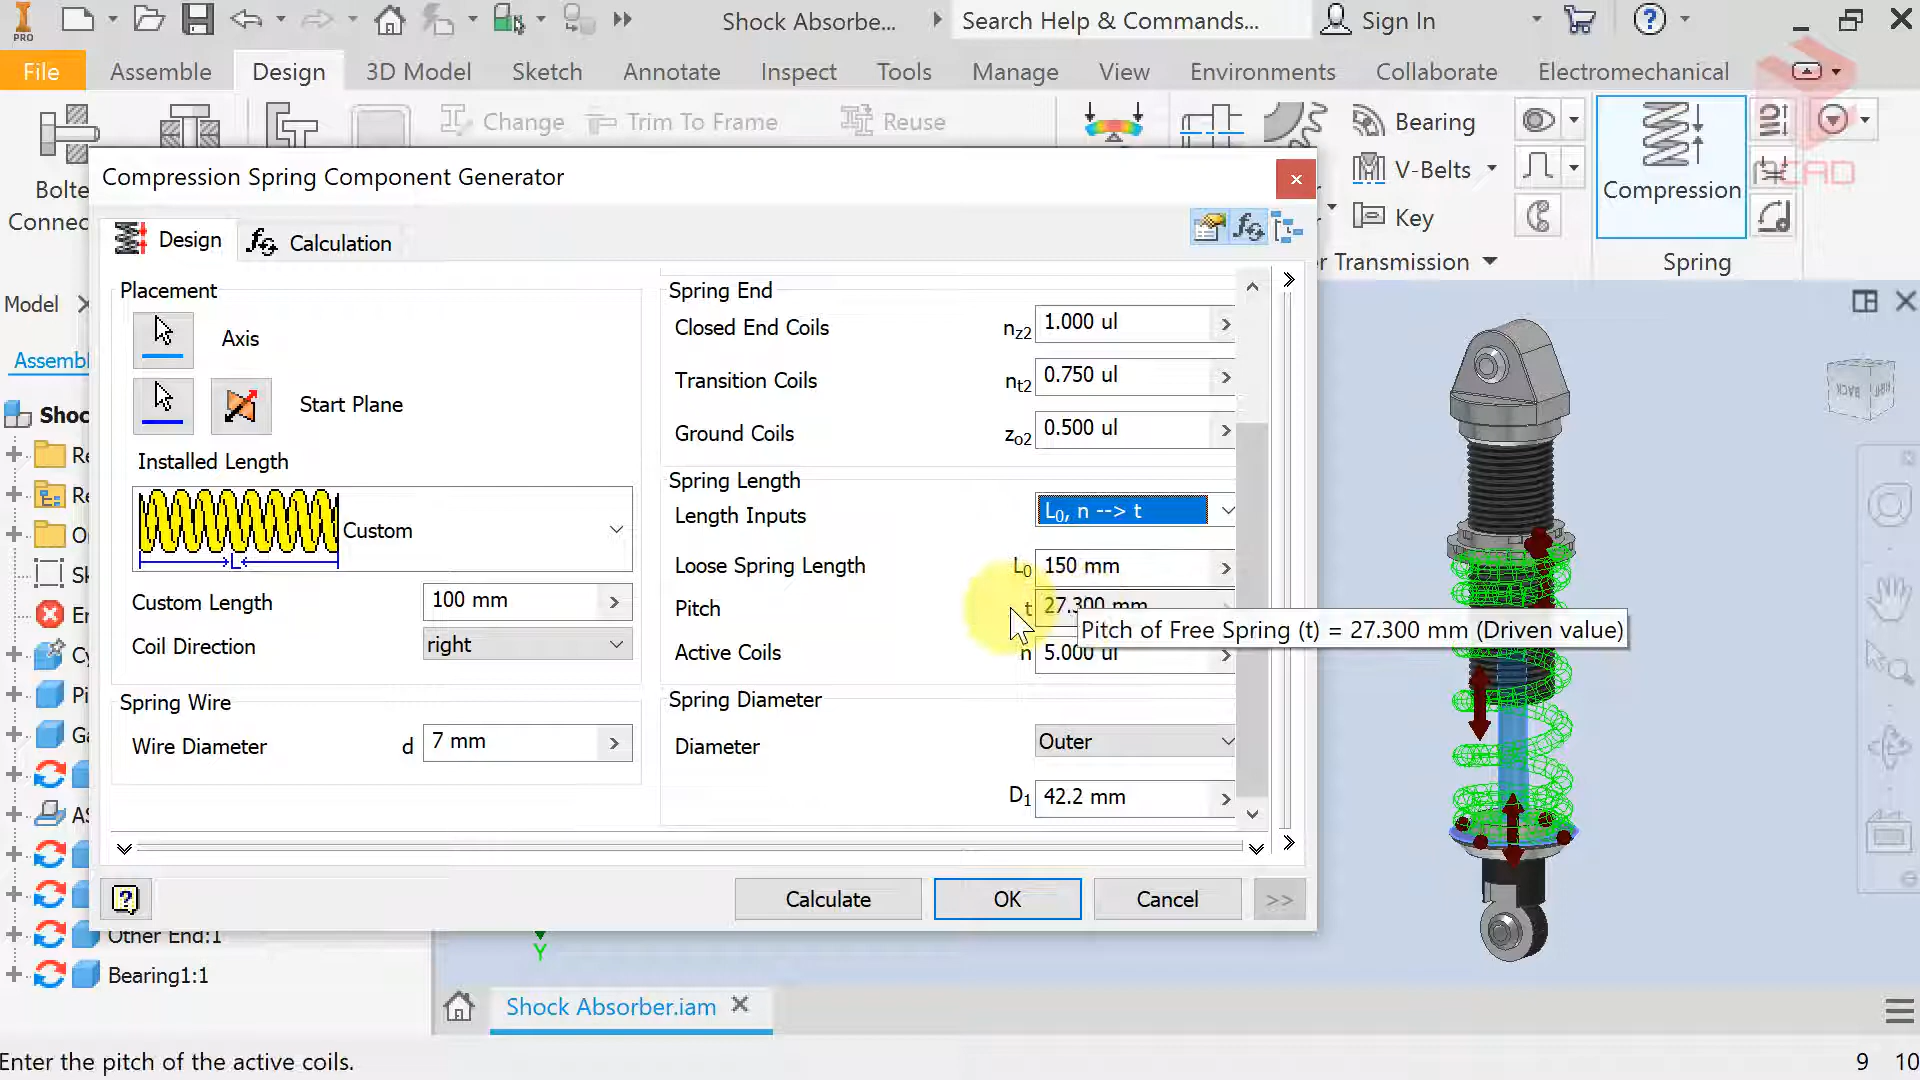 PRO
Shock Absorbe...
Search Help & Commands...
Sign In
File
Assemble
Design
3D Model
Sketch
Annotate
Inspect
Tools
Manage
View
Environments
Collaborate
Electromechanical
Change
Trim To Frame
Reuse
Bearing
V-Belts
Key
Compression
Bolte
Connec
r Transmission
Spring
Compression Spring Component Generator
Design
Calculation
Model
Assembl
Shoc
Re
Re
Placement
Axis
Start Plane
Installed Length
L
Custom
Custom Length
100 mm
Coil Direction
right
Spring Wire
Wire Diameter
d
7 mm
Spring End
Closed End Coils
nz2
1.000 ul
Transition Coils
nt2
0.750 ul
Ground Coils
zo2
0.500 ul
Spring Length
Length Inputs
L0, n --> t
Loose Spring Length
L0
150 mm
Pitch
t
27.300 mm
Pitch of Free Spring (t) = 27.300 mm (Driven value)
Active Coils
n
5.000 ul
Spring Diameter
Diameter
Outer
D1
42.2 mm
Calculate
OK
Cancel
>>
Other End:1
Bearing1:1
Y
BACK
RIGHT
Shock Absorber.iam
Enter the pitch of the active coils.
9
10